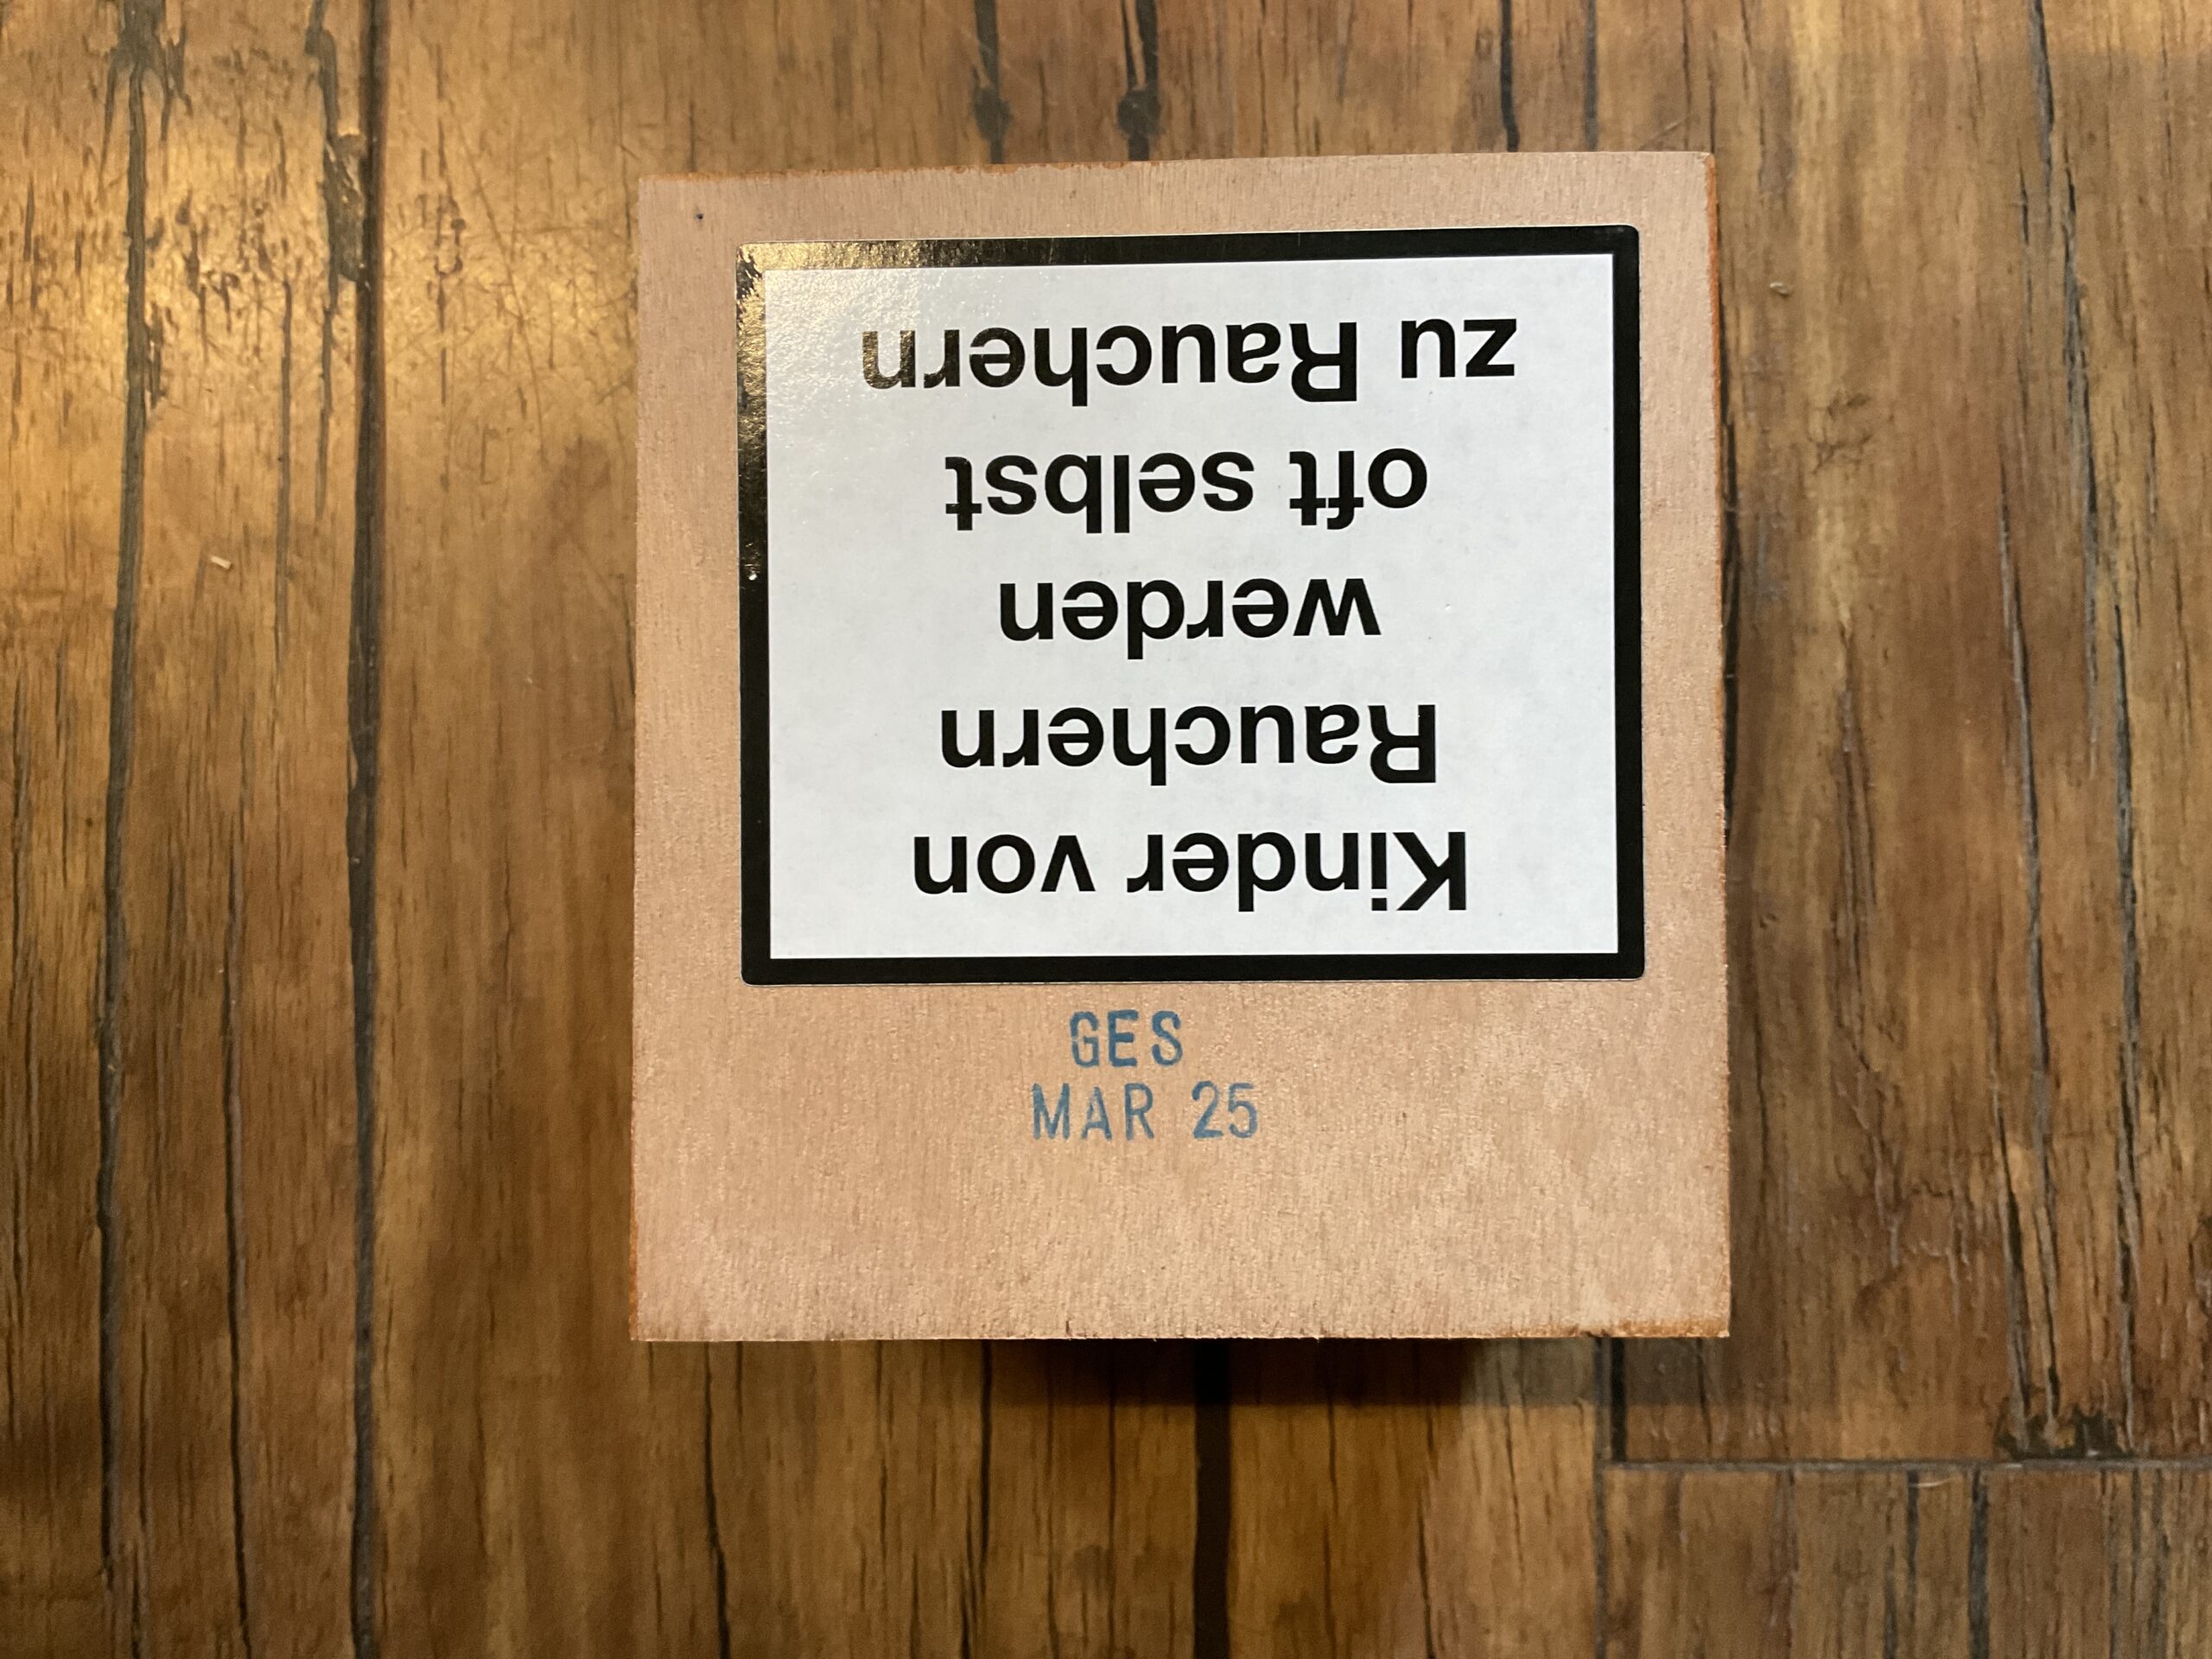 Kinder von
Rauchern
werden
oft selbst
zu Rauchern
GES
MAR 25